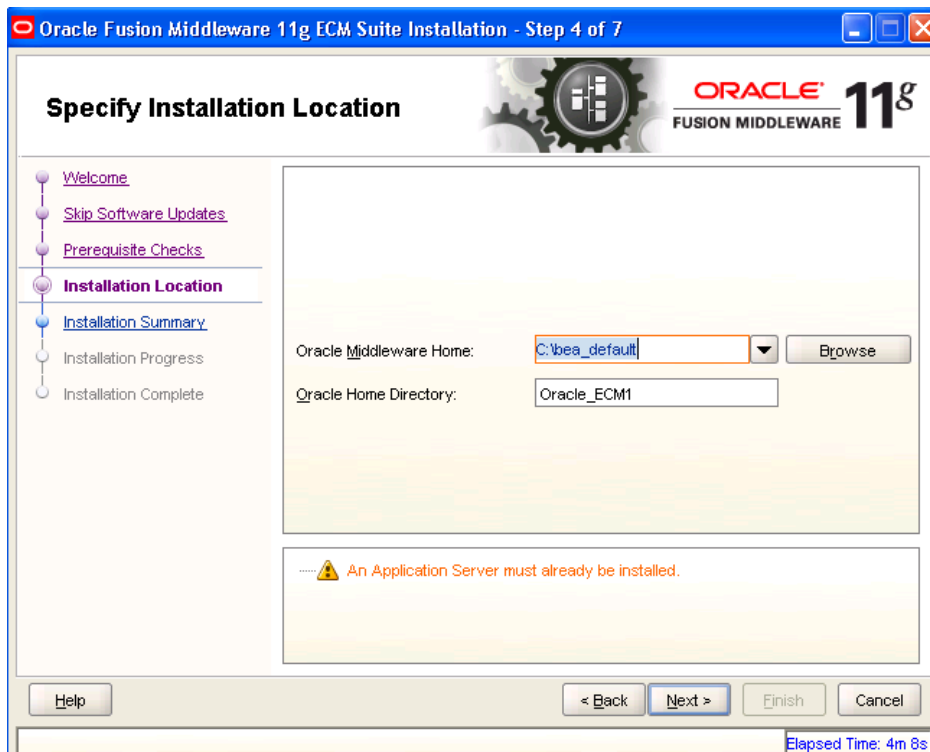 Oracle Fusion Middleware 11g ECM Suite Installation - Step 4 of 7
Specify Installation Location
ORACLE
FUSION MIDDLEWARE 11g
Welcome
Skip Software Updates
Prerequisite Checks
Installation Location
Installation Summary
Installation Progress
Installation Complete
Oracle Middleware Home: C:\bea_default Browse
Oracle Home Directory: Oracle_ECM1
An Application Server must already be installed.
Help < Back Next > Finish Cancel
Elapsed Time: 4m 8s